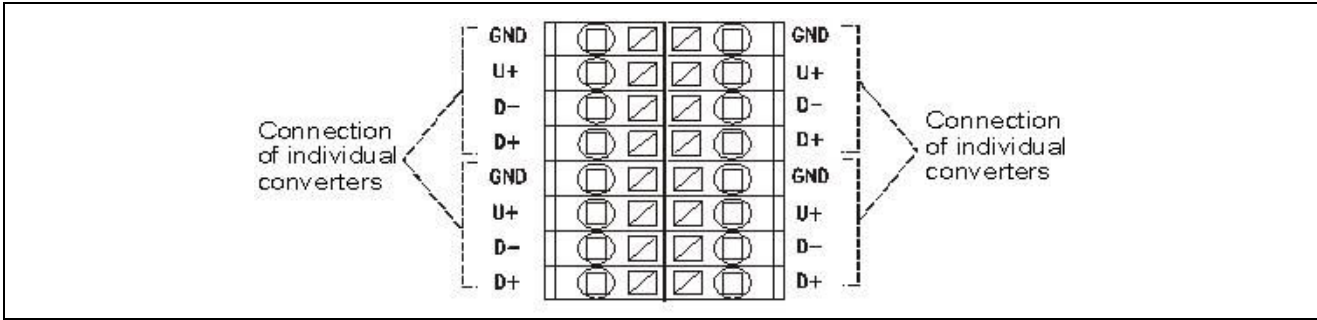 GND GND
U+ U+
D− D−
D+ D+
Connection
of individual
converters
Connection
of individual
converters
GND GND
U+ U+
D− D−
D+ D+